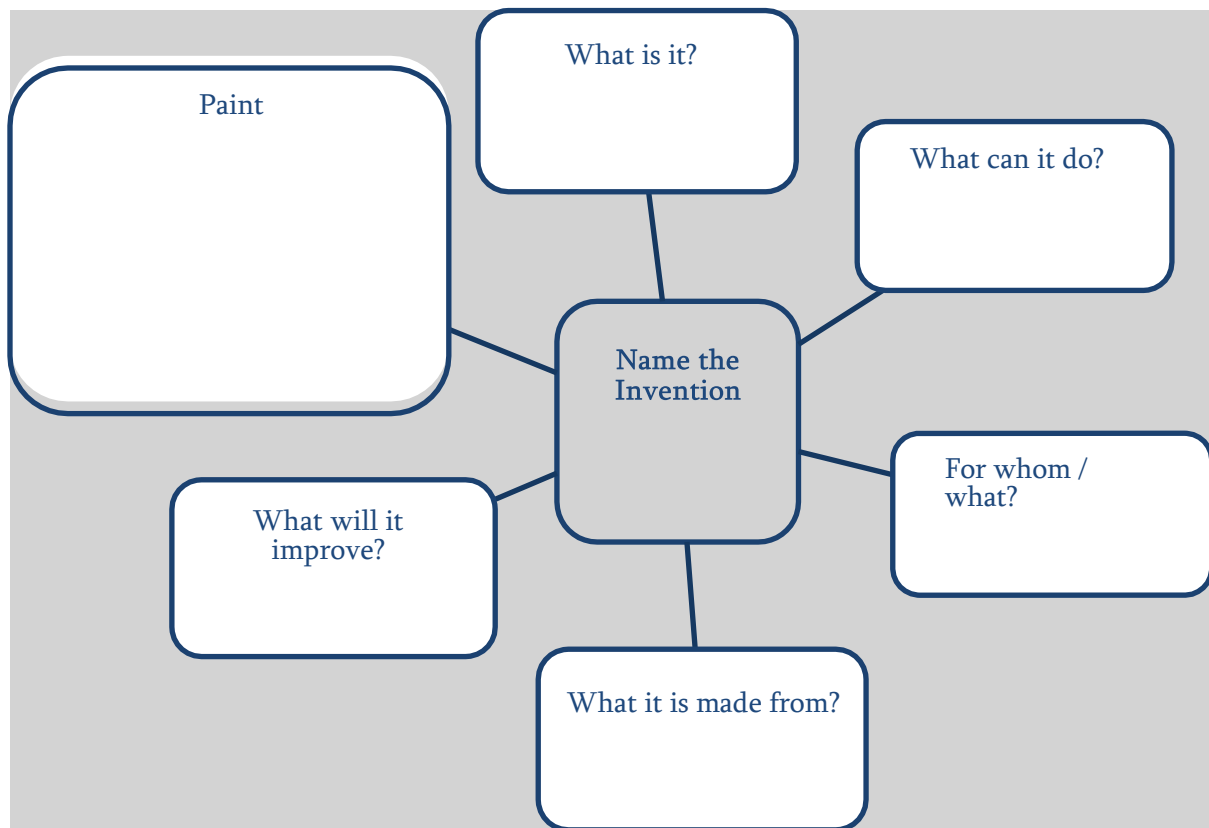 What is it?
Paint
What can it do?
Name the
Invention
For whom /
what?
What will it
improve?
What it is made from?